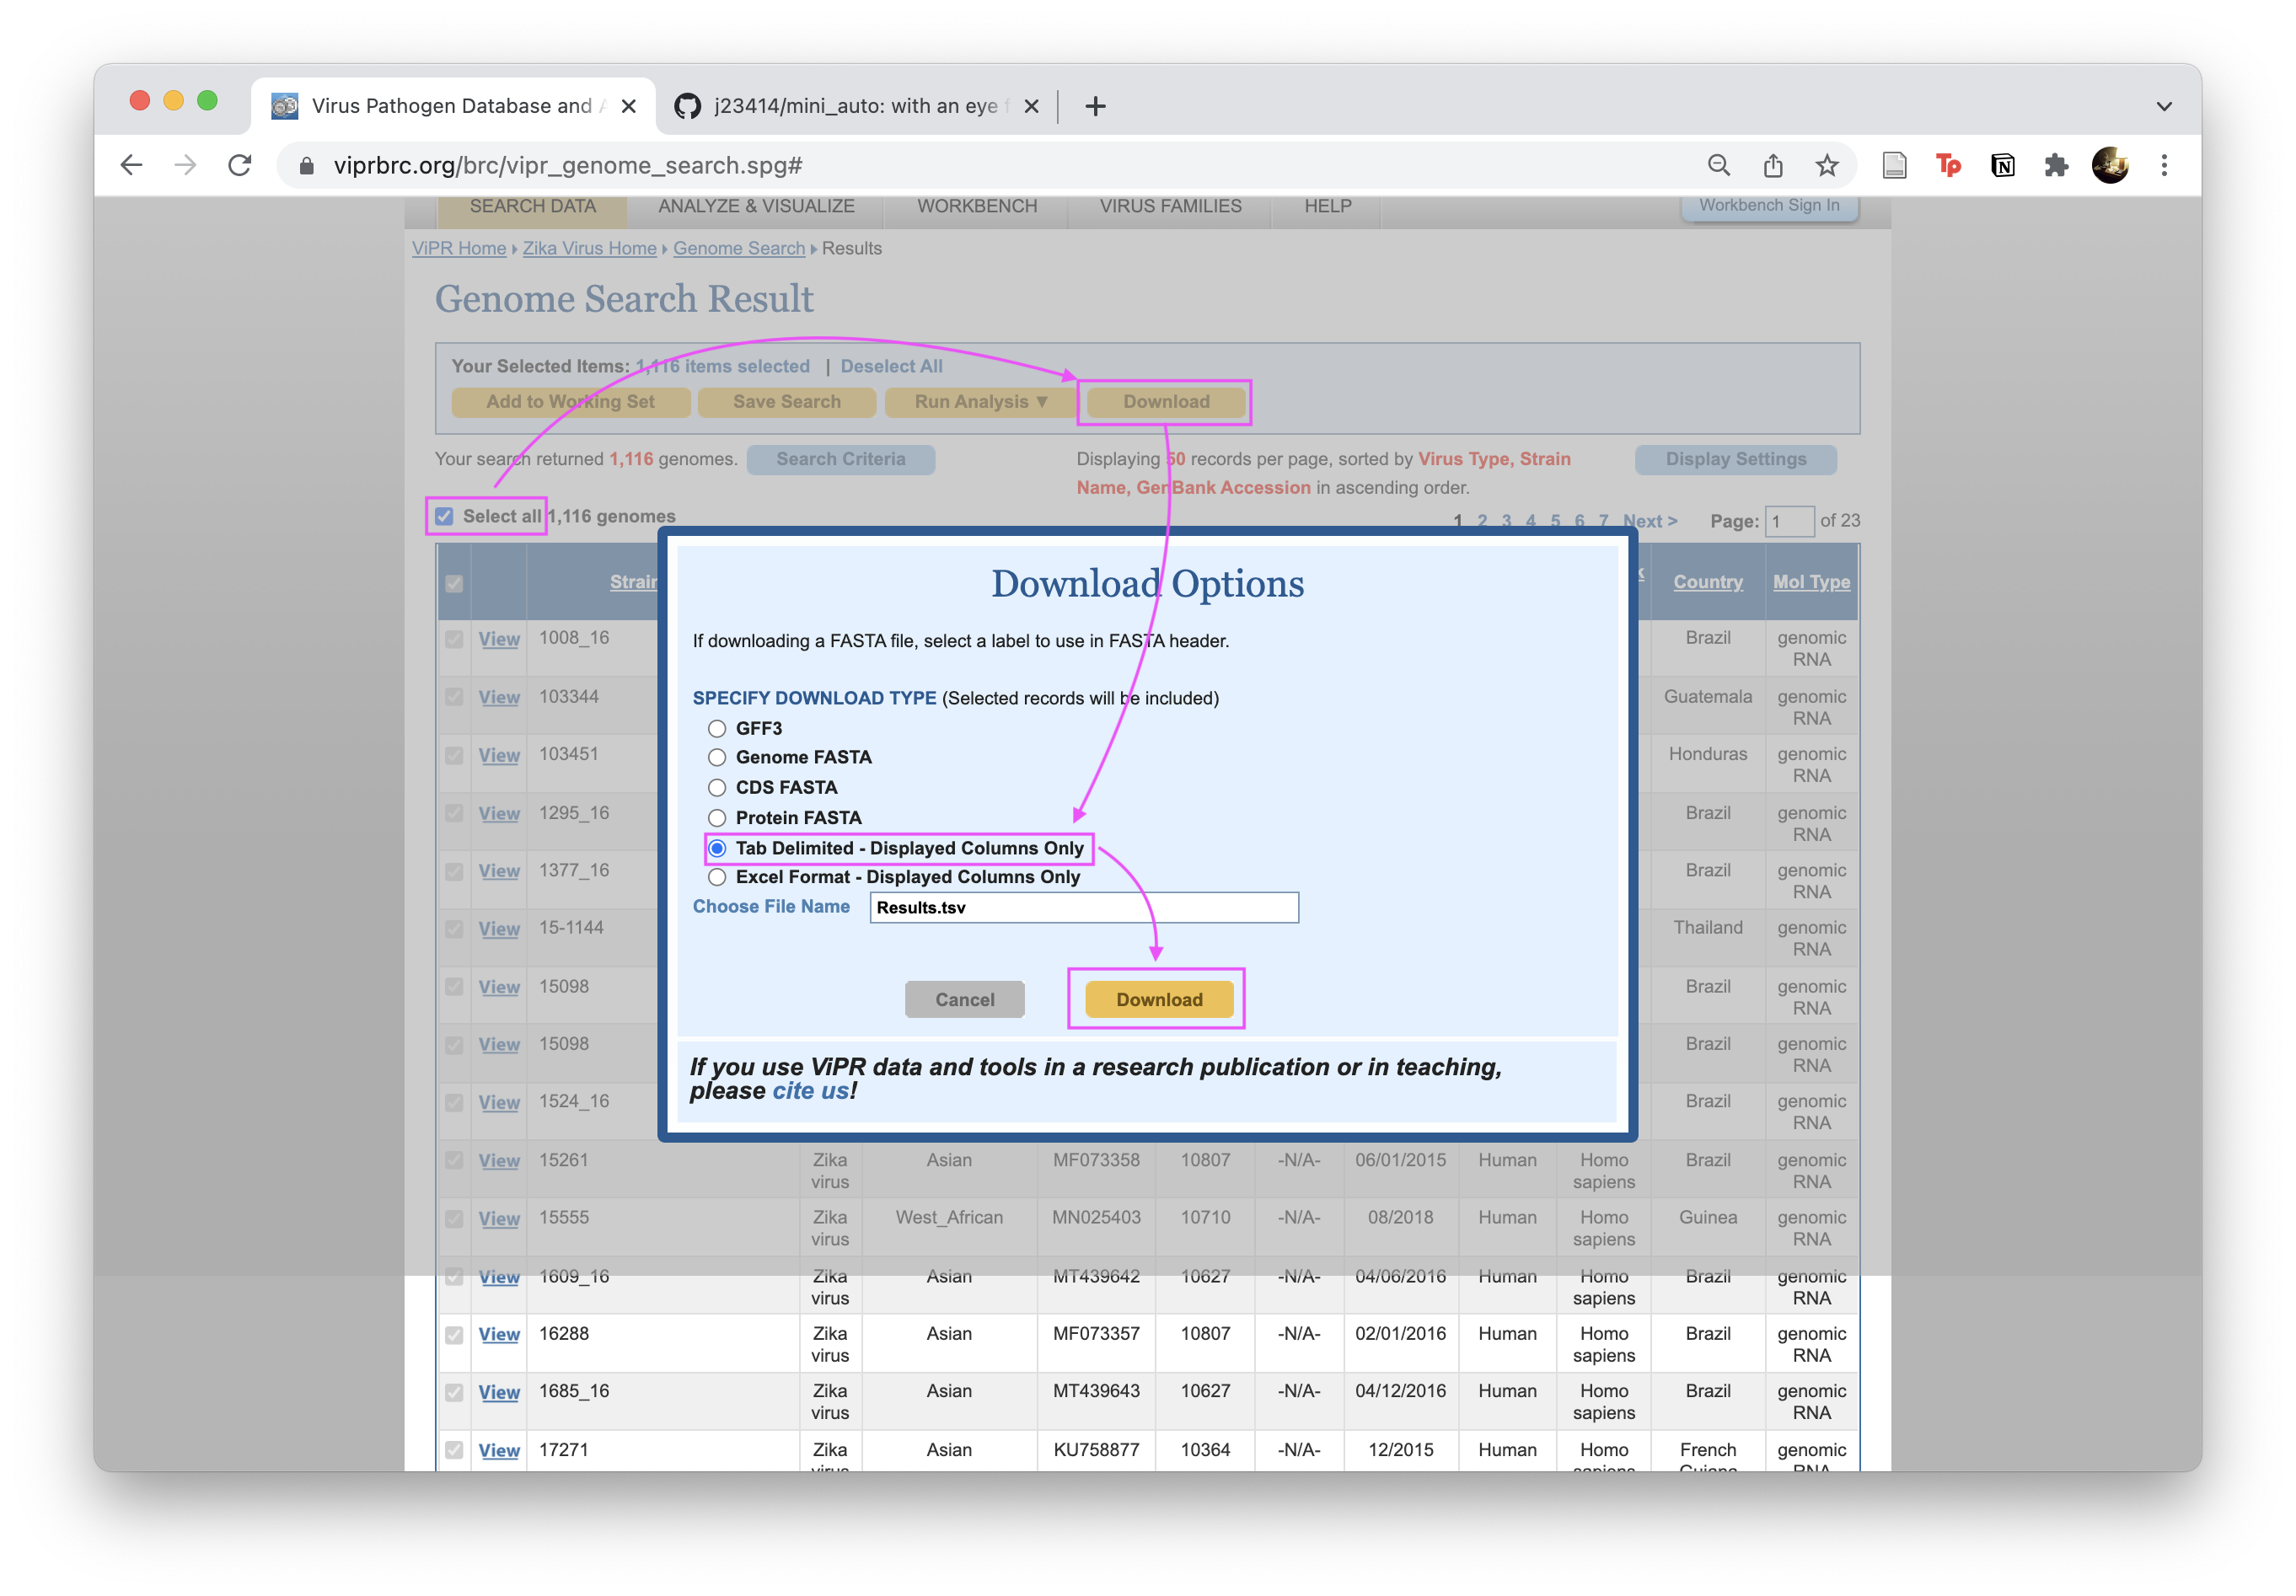 Virus Pathogen Database and A
j23414/mini_auto: with an eye f
viprbrc.org/brc/vipr_genome_search.spg#
SEARCH DATA ANALYZE & VISUALIZE WORKBENCH VIRUS FAMILIES HELP Workbench Sign In
ViPR Home Zika Virus Home Genome Search Results
Genome Search Result
Your Selected Items: 1,116 items selected | Deselect All
Add to Working Set Save Search Run Analysis ▼ Download
Your search returned 1,116 genomes. Search Criteria
Displaying 50 records per page, sorted by Virus Type, Strain
Name, GenBank Accession in ascending order.
Display Settings
Select all 1,116 genomes
1 2 3 4 5 6 7 Next > Page: 1 of 23
Strain k Country Mol Type
View 1008_16 Brazil genomic
RNA
View 103344 Guatemala genomic
RNA
View 103451 Honduras genomic
RNA
View 1295_16 Brazil genomic
RNA
View 1377_16 Brazil genomic
RNA
View 15-1144 Thailand genomic
RNA
View 15098 Brazil genomic
RNA
View 15098 Brazil genomic
RNA
View 1524_16 Brazil genomic
RNA
Download Options
If downloading a FASTA file, select a label to use in FASTA header.
SPECIFY DOWNLOAD TYPE (Selected records will be included)
GFF3
Genome FASTA
CDS FASTA
Protein FASTA
Tab Delimited - Displayed Columns Only
Excel Format - Displayed Columns Only
Choose File Name Results.tsv
Cancel Download
If you use ViPR data and tools in a research publication or in teaching,
please cite us!
View 15261 Zika Asian MF073358 10807 -N/A- 06/01/2015 Human Homo Brazil genomic
virus sapiens RNA
View 15555 Zika West_African MN025403 10710 -N/A- 08/2018 Human Homo Guinea genomic
virus sapiens RNA
View 1609_16 Zika Asian MT439642 10627 -N/A- 04/06/2016 Human Homo Brazil genomic
virus sapiens RNA
View 16288 Zika Asian MF073357 10807 -N/A- 02/01/2016 Human Homo Brazil genomic
virus sapiens RNA
View 1685_16 Zika Asian MT439643 10627 -N/A- 04/12/2016 Human Homo Brazil genomic
virus sapiens RNA
View 17271 Zika Asian KU758877 10364 -N/A- 12/2015 Human Homo French genomic
virus sapiens Guiana RNA